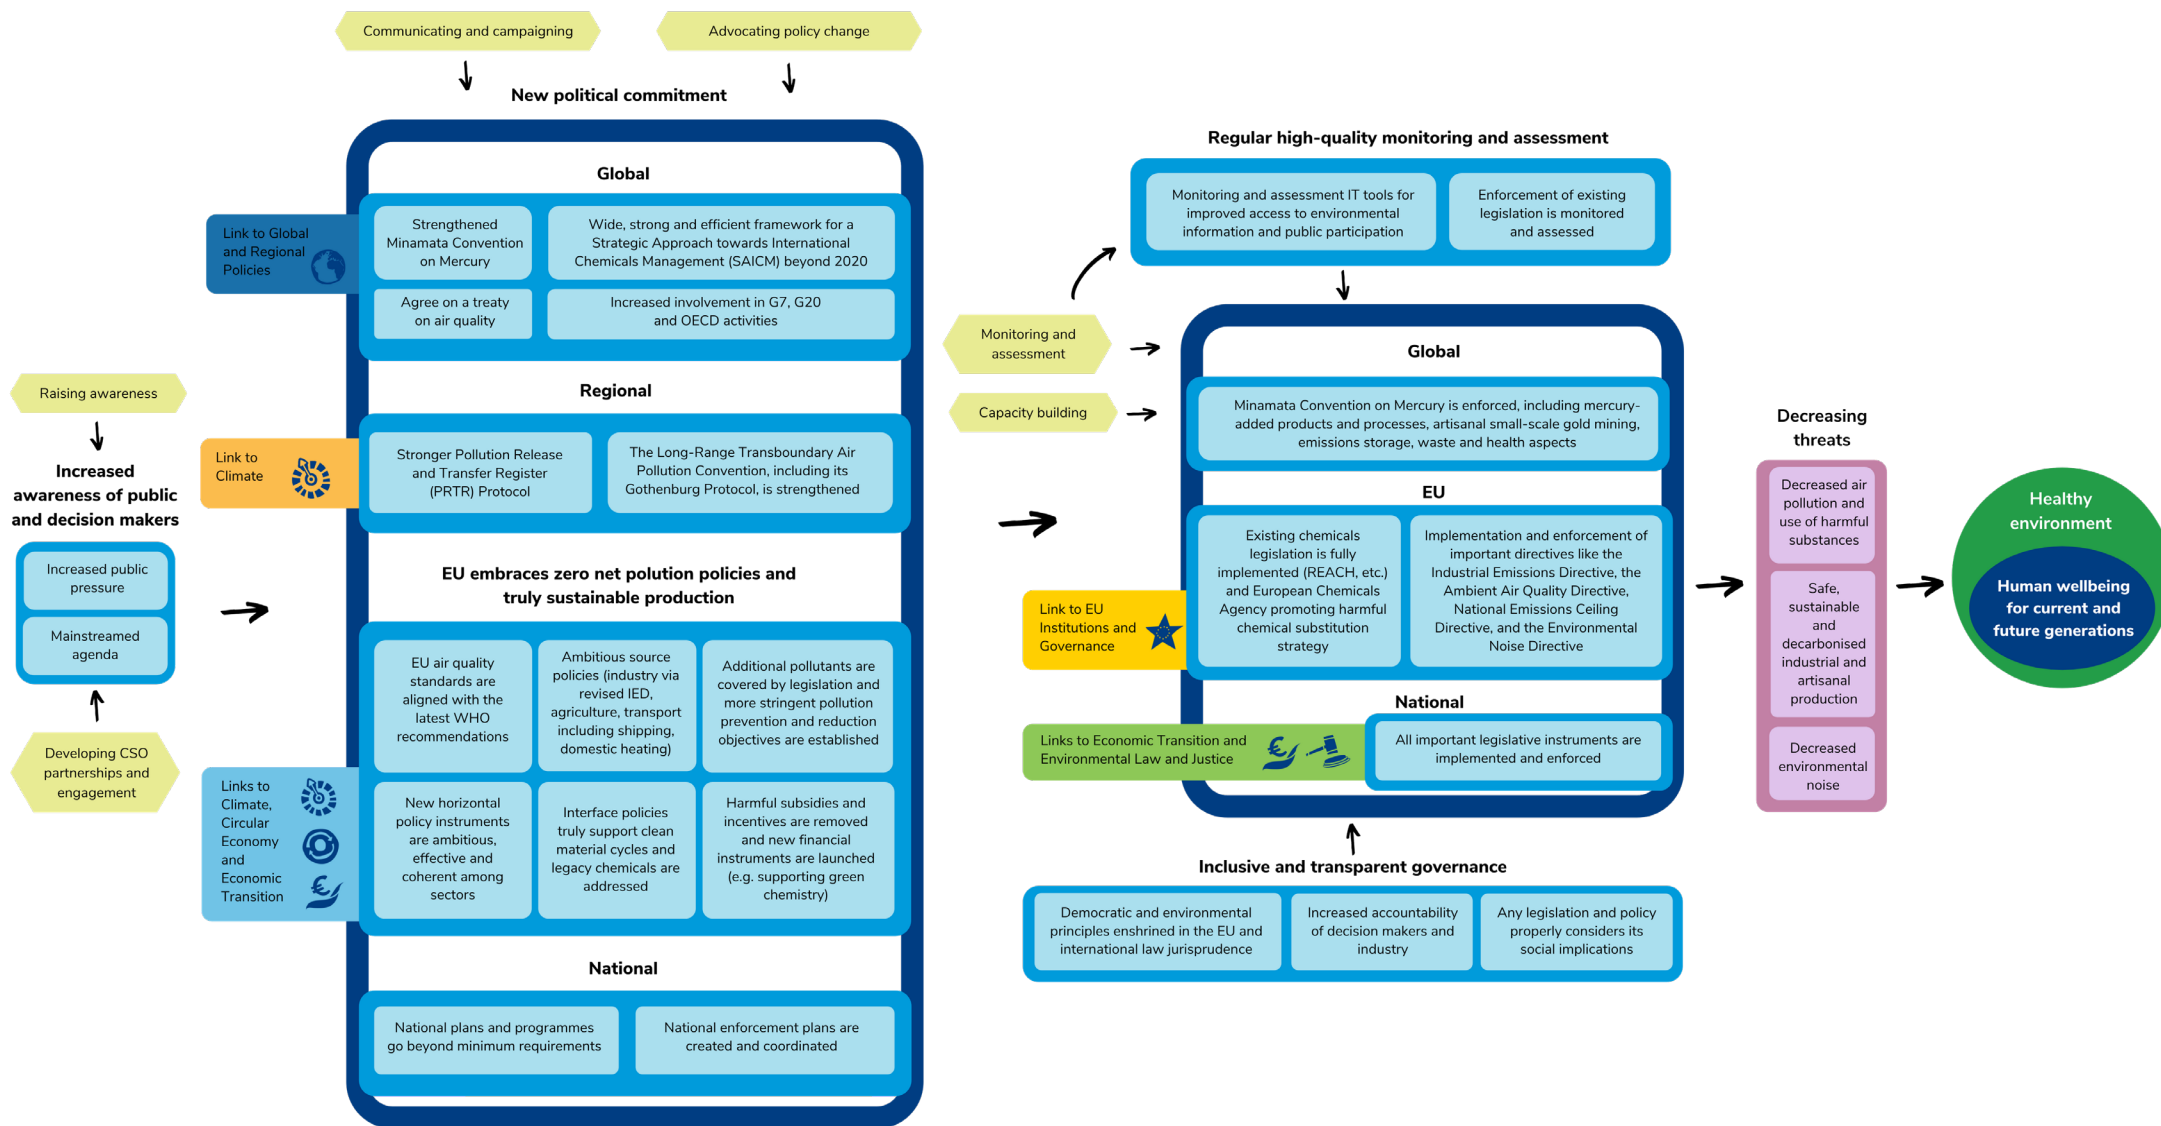 Communicating and campaigning
Advocating policy change
New political commitment
Global
Link to Global
and Regional
Policies
Strengthened
Minamata Convention
on Mercury
Wide, strong and efficient framework for a
Strategic Approach towards International
Chemicals Management (SAICM) beyond 2020
Agree on a treaty
on air quality
Increased involvement in G7, G20
and OECD activities
Raising awareness
Increased
awareness of public
and decision makers
Increased public
pressure
Mainstreamed
agenda
Developing CSO
partnerships and
engagement
Regional
Link to
Climate
Stronger Pollution Release
and Transfer Register
(PRTR) Protocol
The Long-Range Transboundary Air
Pollution Convention, including its
Gothenburg Protocol, is strengthened
EU embraces zero net polution policies and
truly sustainable production
EU air quality
standards are
aligned with the
latest WHO
recommendations
Ambitious source
policies (industry via
revised IED,
agriculture, transport
including shipping,
domestic heating)
Additional pollutants are
covered by legislation and
more stringent pollution
prevention and reduction
objectives are established
Links to
Climate,
Circular
Economy
and
Economic
Transition
New horizontal
policy instruments
are ambitious,
effective and
coherent among
sectors
Interface policies
truly support clean
material cycles and
legacy chemicals are
addressed
Harmful subsidies and
incentives are removed
and new financial
instruments are launched
(e.g. supporting green
chemistry)
National
National plans and programmes
go beyond minimum requirements
National enforcement plans are
created and coordinated
Regular high-quality monitoring and assessment
Monitoring and assessment IT tools for
improved access to environmental
information and public participation
Enforcement of existing
legislation is monitored
and assessed
Monitoring and
assessment
Capacity building
Global
Minamata Convention on Mercury is enforced, including mercury-
added products and processes, artisanal small-scale gold mining,
emissions storage, waste and health aspects
EU
Link to EU
Institutions and
Governance
Existing chemicals
legislation is fully
implemented (REACH, etc.)
and European Chemicals
Agency promoting harmful
chemical substitution
strategy
Implementation and enforcement of
important directives like the
Industrial Emissions Directive, the
Ambient Air Quality Directive,
National Emissions Ceiling
Directive, and the Environmental
Noise Directive
National
Links to Economic Transition and
Environmental Law and Justice
All important legislative instruments are
implemented and enforced
Inclusive and transparent governance
Democratic and environmental
principles enshrined in the EU and
international law jurisprudence
Increased accountability
of decision makers and
industry
Any legislation and policy
properly considers its
social implications
Decreasing
threats
Decreased air
pollution and
use of harmful
substances
Safe,
sustainable
and
decarbonised
industrial and
artisanal
production
Decreased
environmental
noise
Healthy
environment
Human wellbeing
for current and
future generations